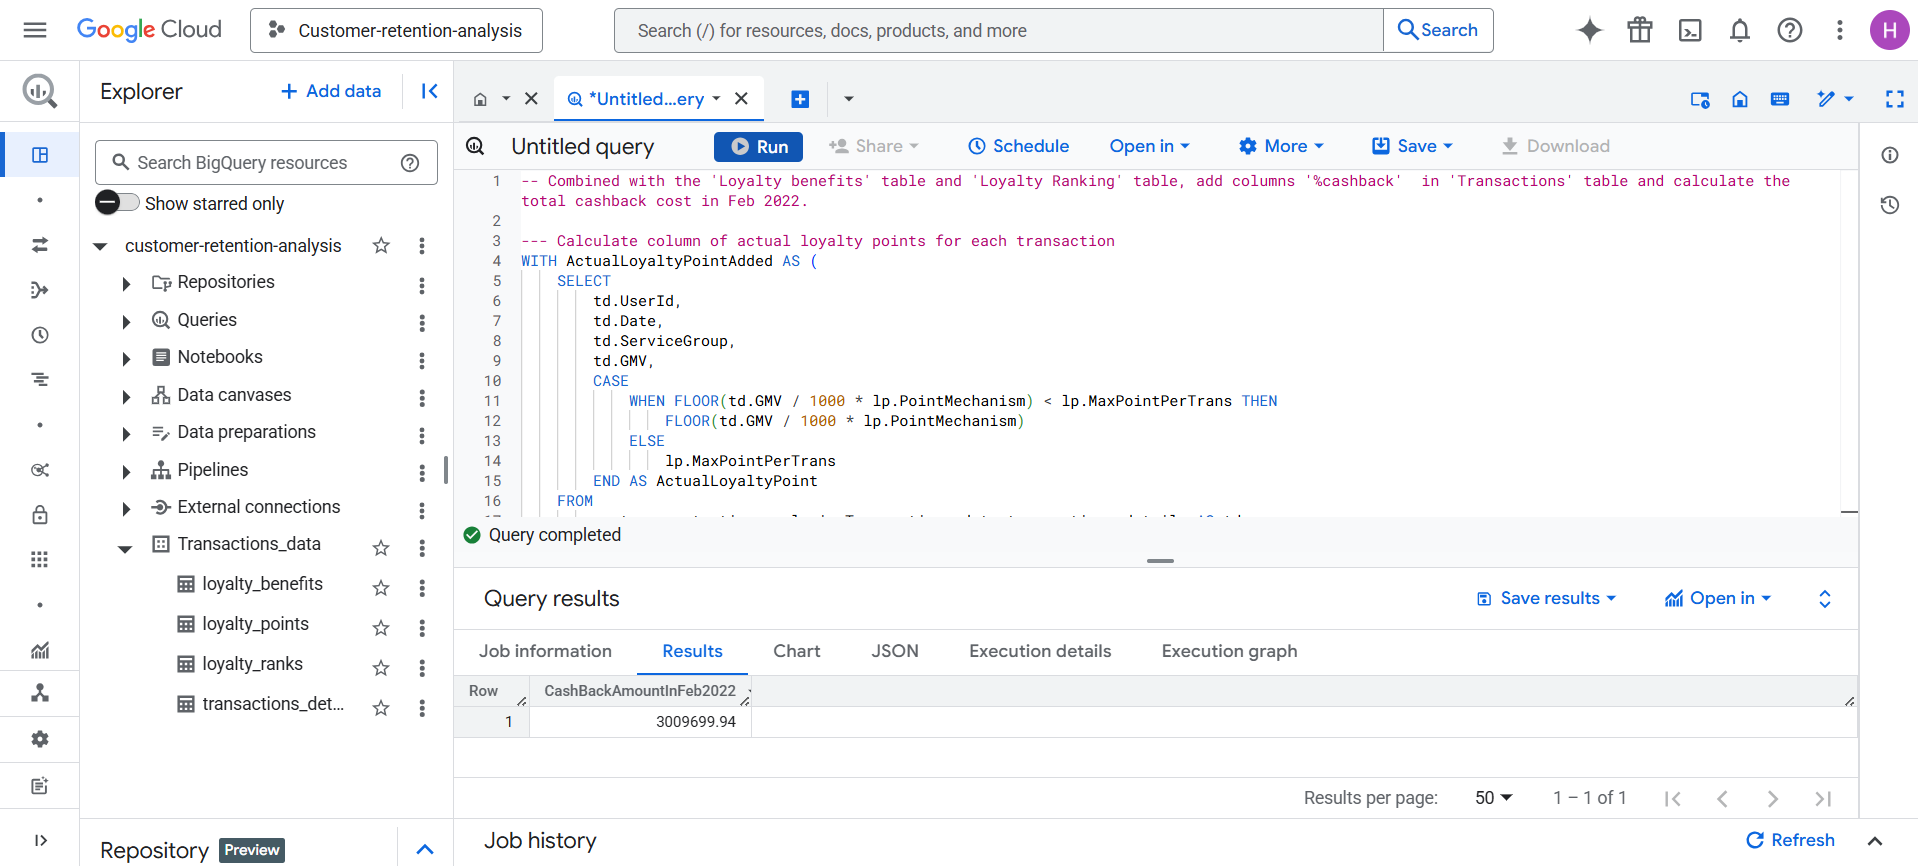 Google Cloud
Customer-retention-analysis
Search (/) for resources, docs, products, and more
Search
H
Explorer
Add data
*Untitled...ery
Search BigQuery resources
Show starred only
customer-retention-analysis
Repositories
Queries
Notebooks
Data canvases
Data preparations
Pipelines
External connections
Transactions_data
loyalty_benefits
loyalty_points
loyalty_ranks
transactions_det...
Repository Preview
Untitled query
Run
Share
Schedule
Open in
More
Save
Download
1 -- Combined with the 'Loyalty benefits' table and 'Loyalty Ranking' table, add columns '%cashback'  in 'Transactions' table and calculate the
total cashback cost in Feb 2022.
2
3 --- Calculate column of actual loyalty points for each transaction
4 WITH ActualLoyaltyPointAdded AS (
5 SELECT
6 td.UserId,
7 td.Date,
8 td.ServiceGroup,
9 td.GMV,
10 CASE
11 WHEN FLOOR(td.GMV / 1000 * lp.PointMechanism) < lp.MaxPointPerTrans THEN
12 FLOOR(td.GMV / 1000 * lp.PointMechanism)
13 ELSE
14 lp.MaxPointPerTrans
15 END AS ActualLoyaltyPoint
16 FROM
Query completed
Query results
Save results
Open in
Job information
Results
Chart
JSON
Execution details
Execution graph
Row CashBackAmountInFeb2022
1 3009699.94
Results per page: 50 1 – 1 of 1
Job history
Refresh